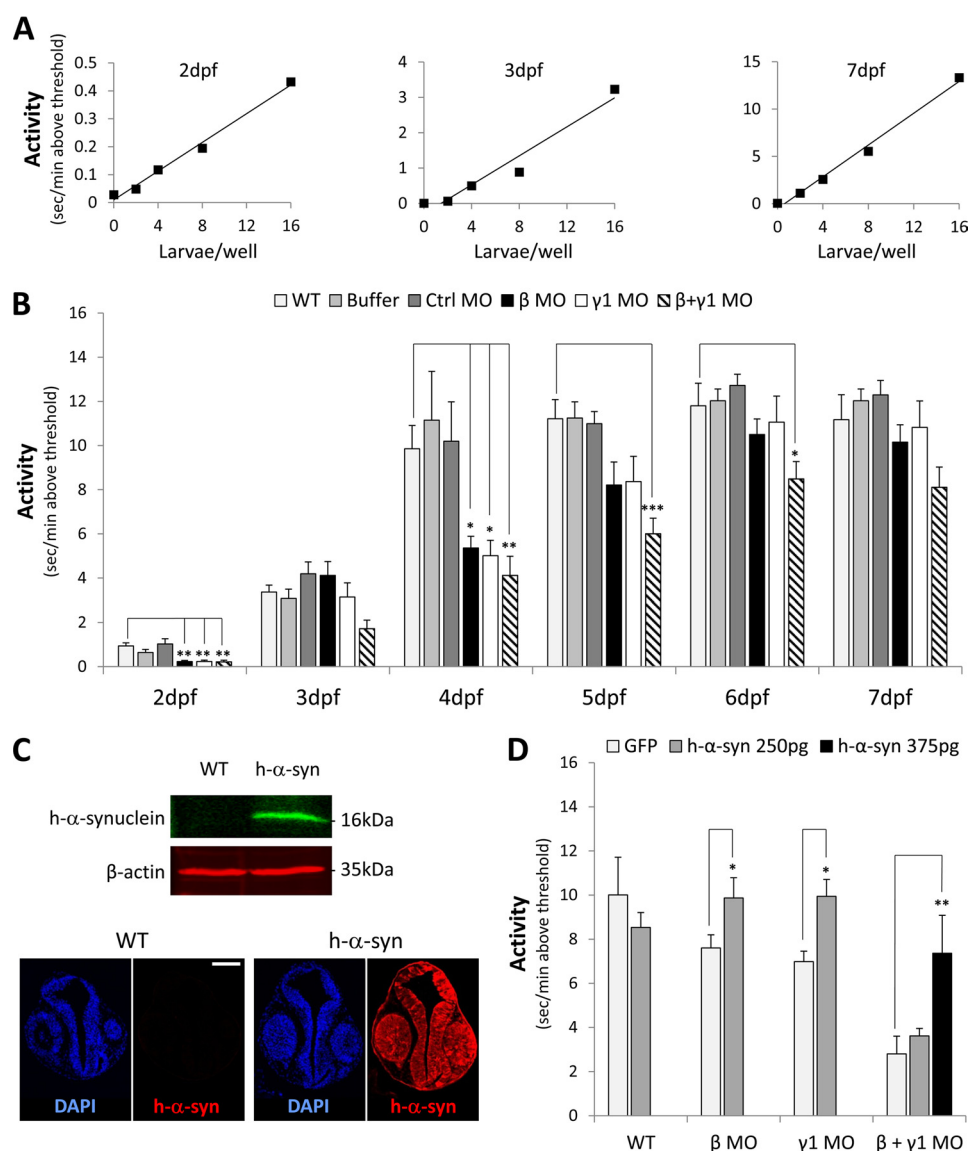 A
2dpf
3dpf
7dpf
Activity
(sec/min above threshold)
0.5
0.4
0.3
0.2
0.1
0
4
3
2
1
0
15
10
5
0
0 4 8 12 16
0 4 8 12 16
0 4 8 12 16
Larvae/well
Larvae/well
Larvae/well
B
WT Buffer Ctrl MO β MO γ1 MO β+γ1 MO
Activity
(sec/min above threshold)
16
14
12
10
8
6
4
2
0
** ** **
* * **
***
*
2dpf 3dpf 4dpf 5dpf 6dpf 7dpf
C
WT h-α-syn
h-α-synuclein 16kDa
β-actin 35kDa
WT h-α-syn
DAPI h-α-syn DAPI h-α-syn
D
GFP h-α-syn 250pg h-α-syn 375pg
Activity
(sec/min above threshold)
16
14
12
10
8
6
4
2
0
* * **
WT β MO γ1 MO β + γ1 MO